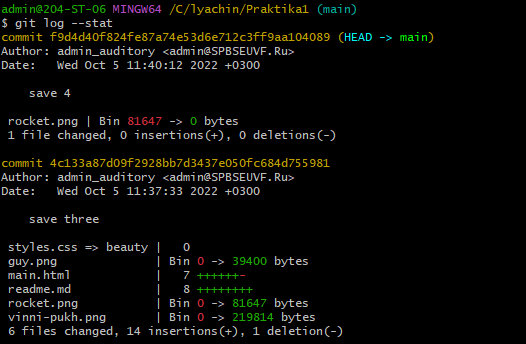 admin@204-ST-06 MINGW64 /C/lyachin/Praktika1 (main)
$ git log --stat
commit f9d4d40f824fe87a74e53d6e712c3ff9aa104089 (HEAD -> main)
Author: admin_auditory <admin@SPBSEUVF.Ru>
Date:   Wed Oct 5 11:40:12 2022 +0300
    save 4
 rocket.png | Bin 81647 -> 0 bytes
 1 file changed, 0 insertions(+), 0 deletions(-)
commit 4c133a87d09f2928bb7d3437e050fc684d755981
Author: admin_auditory <admin@SPBSEUVF.Ru>
Date:   Wed Oct 5 11:37:33 2022 +0300
    save three
 styles.css => beauty |   0
 guy.png              | Bin 0 -> 39400 bytes
 main.html            |   7 ++++++-
 readme.md            |   8 ++++++++
 rocket.png           | Bin 0 -> 81647 bytes
 vinni-pukh.png       | Bin 0 -> 219814 bytes
 6 files changed, 14 insertions(+), 1 deletion(-)